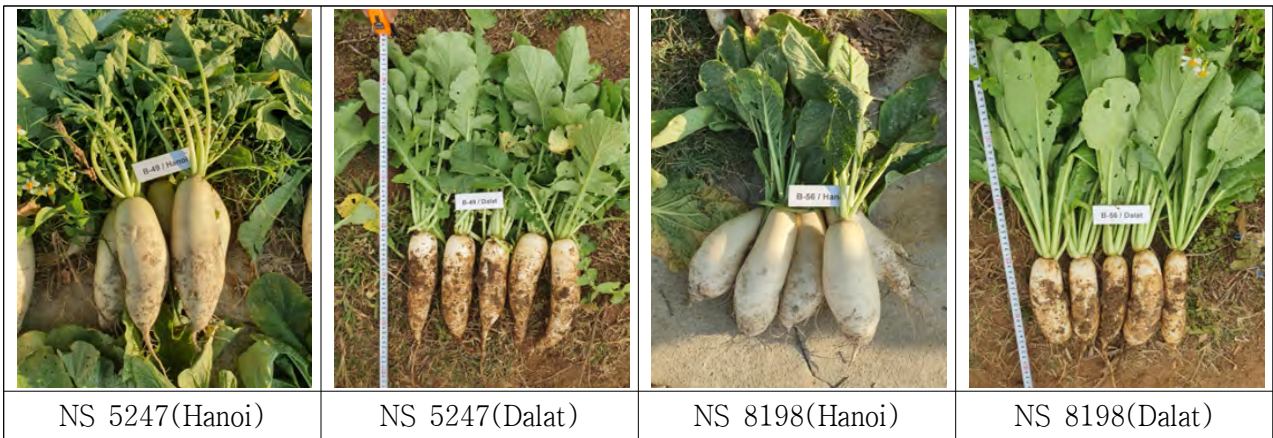 B-49 / Hanoi
B-49 / Dalat
B-56 / Han
B-56 / Dalat
NS 5247(Hanoi)
NS 5247(Dalat)
NS 8198(Hanoi)
NS 8198(Dalat)